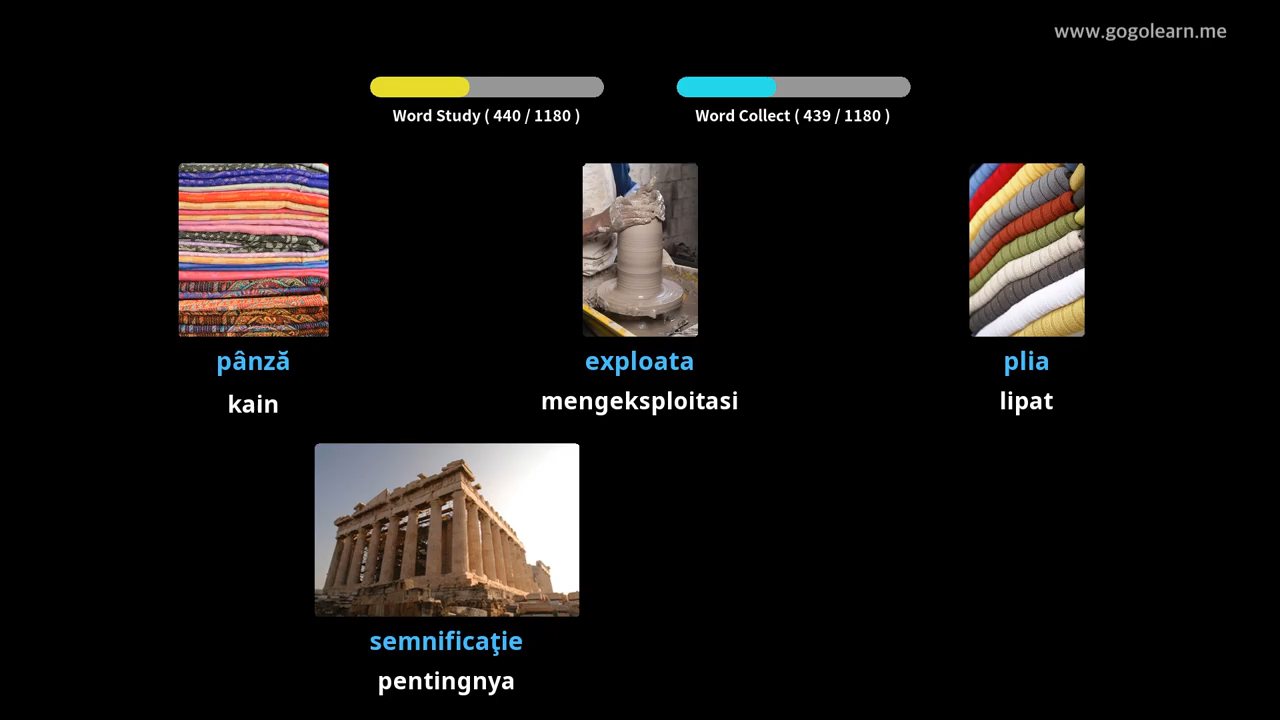 www.gogolearn.me
Word Study ( 440 / 1180 )
Word Collect ( 439 / 1180 )
pânză
exploata
plia
kain
mengeksploitasi
lipat
semnificaţie
pentingnya